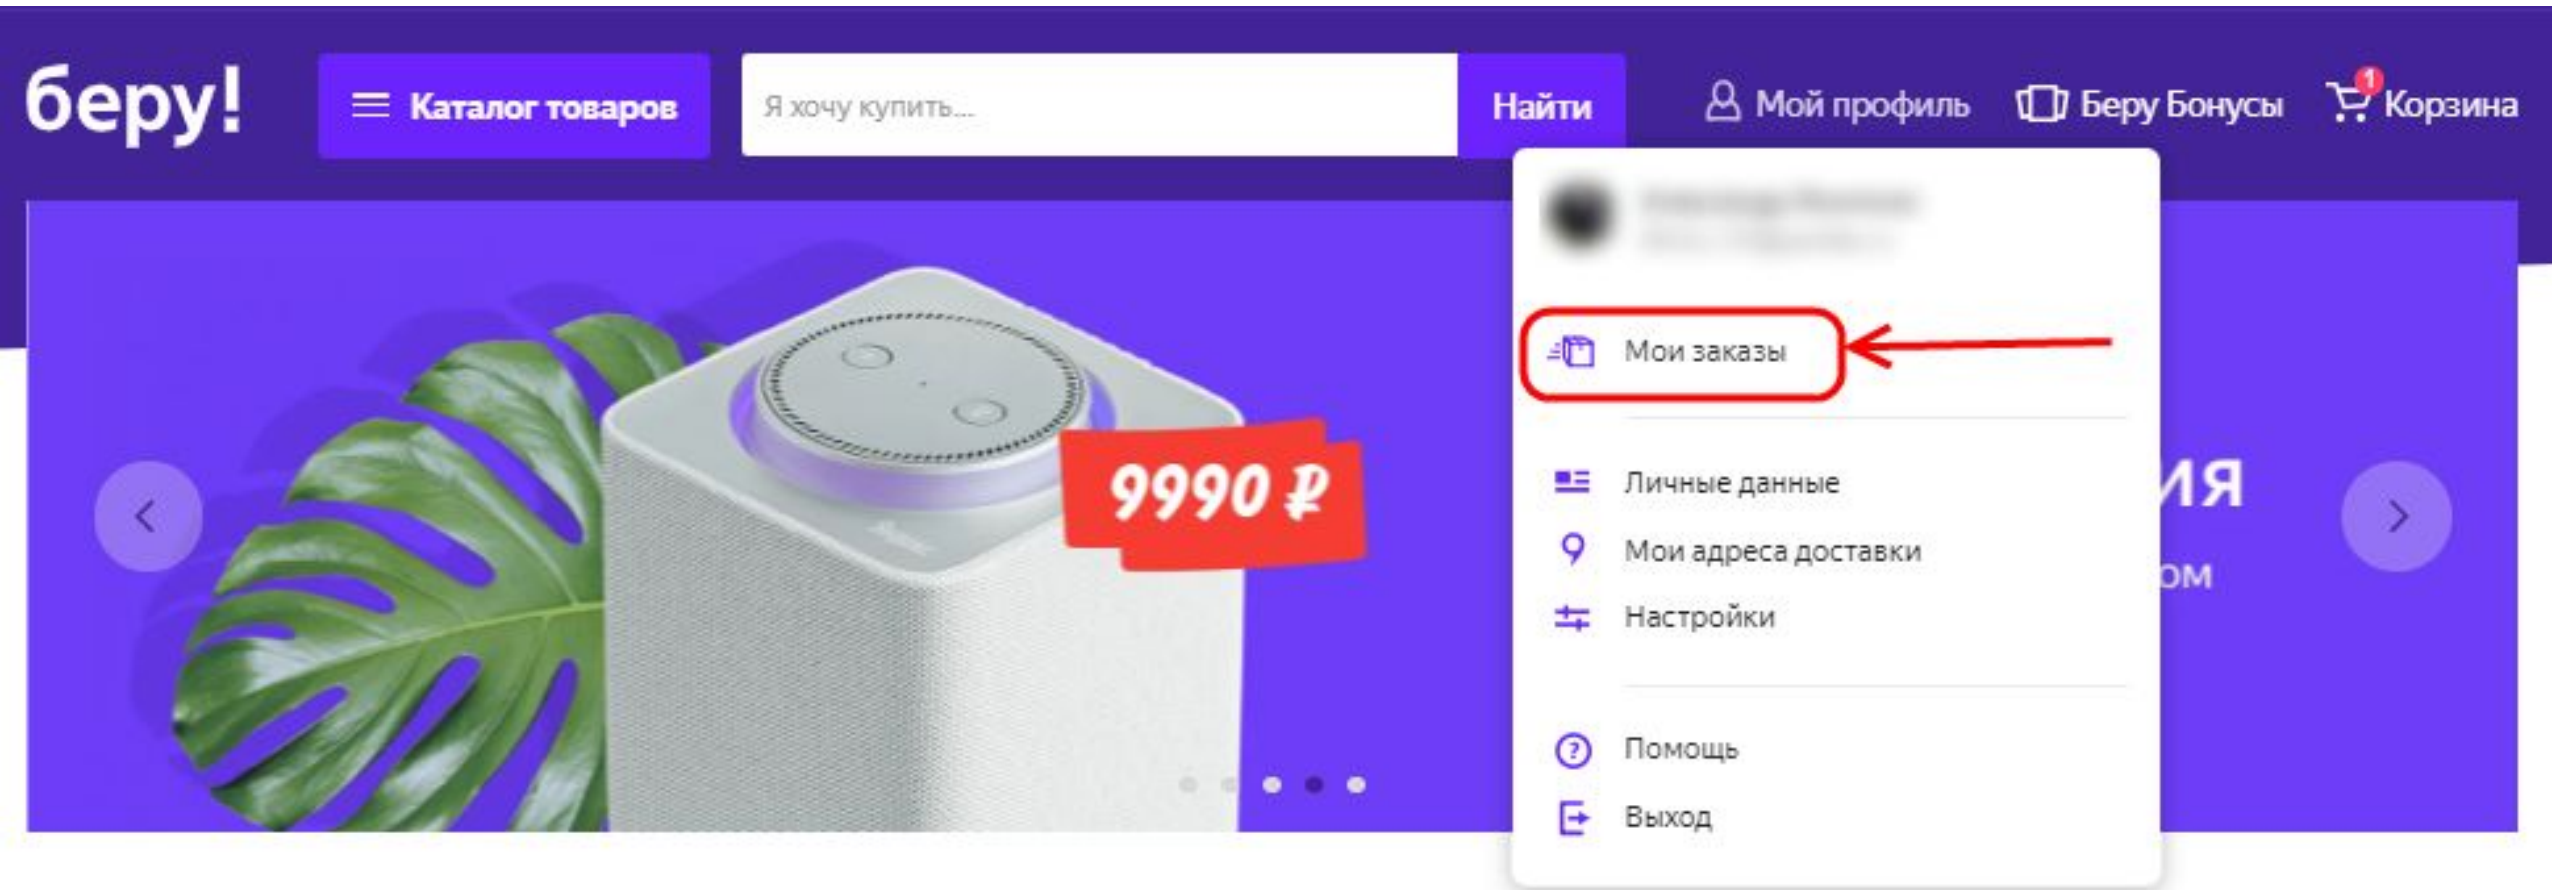 беру!
Каталог товаров
Я хочу купить...
Найти
Мой профиль
Беру Бонусы
1
Корзина
Мои заказы
Личные данные
Мои адреса доставки
Настройки
Помощь
Выход
9990 ₽
ия
ом